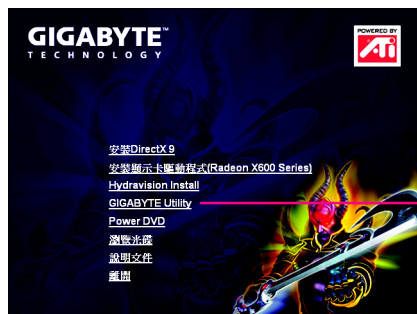 GIGABYTE™
TECHNOLOGY
POWERED BY
ATi
安裝DirectX 9
安裝顯示卡驅動程式(Radeon X600 Series)
Hydravision Install
GIGABYTE Utility
Power DVD
瀏覽光碟
說明文件
離開